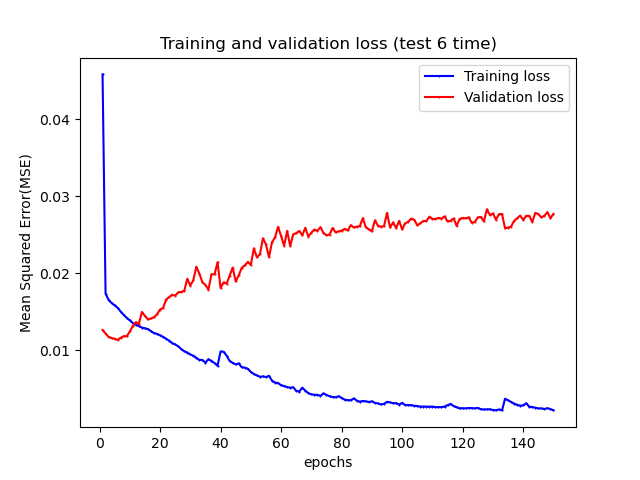 Training and validation loss (test 6 time)
Training loss
Validation loss
Mean Squared Error(MSE)
0.04
0.03
0.02
0.01
0 20 40 60 80 100 120 140
epochs